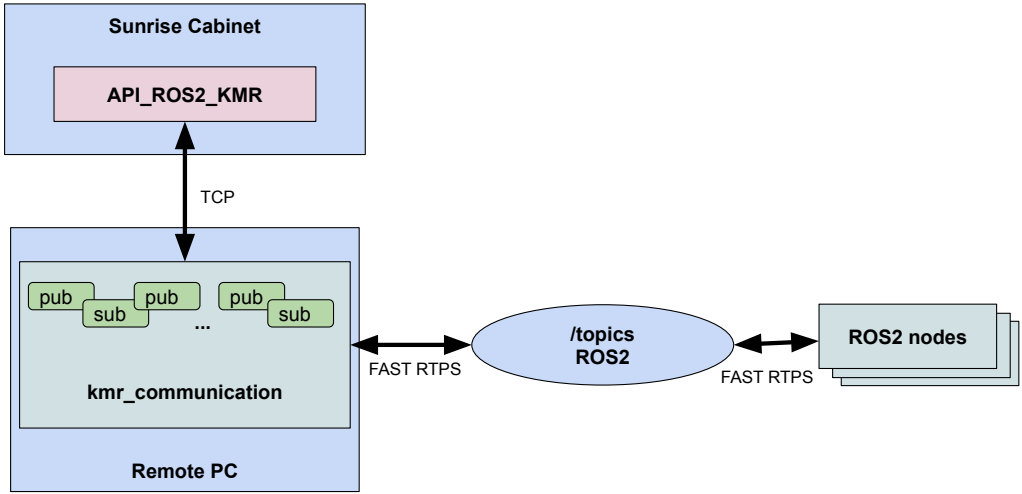 Sunrise Cabinet
API_ROS2_KMR
TCP
pub
sub
pub
...
pub
sub
kmr_communication
Remote PC
FAST RTPS
/topics
ROS2
FAST RTPS
ROS2 nodes